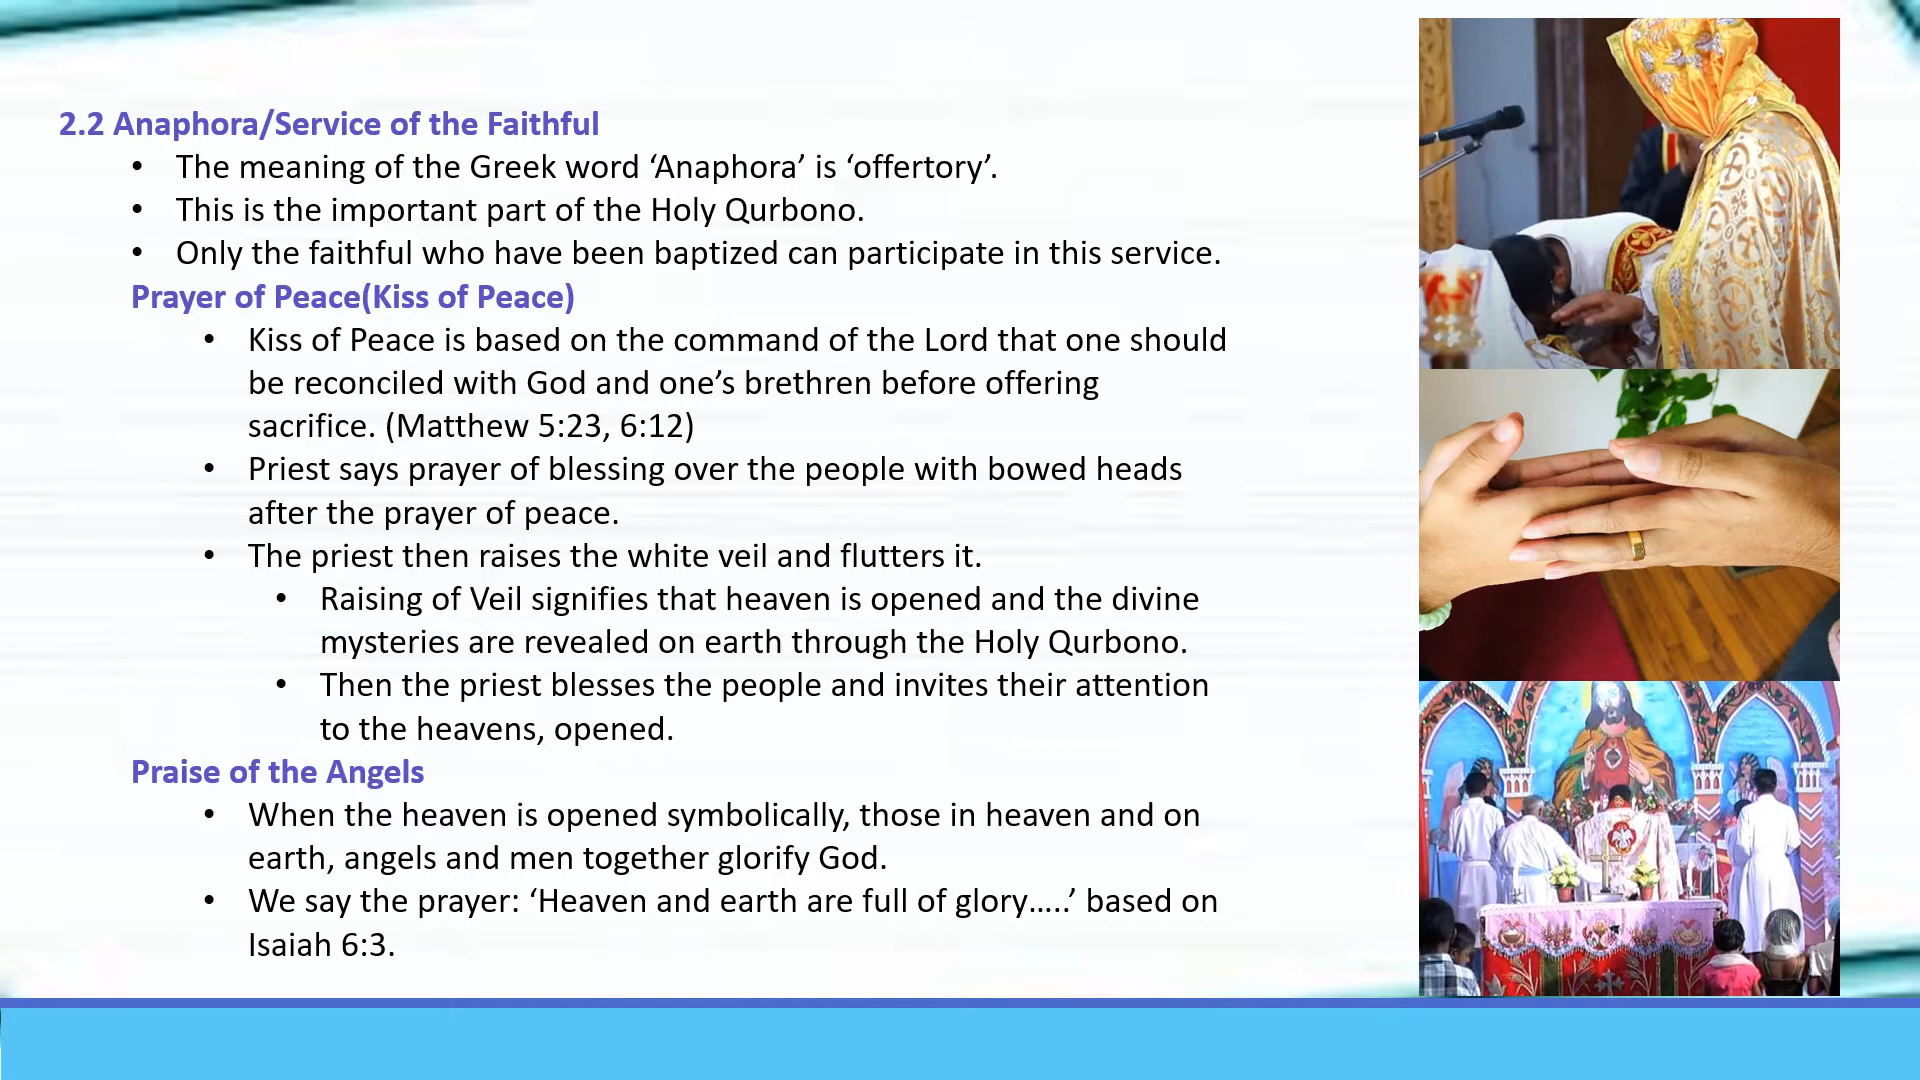 2.2 Anaphora/Service of the Faithful
• The meaning of the Greek word ‘Anaphora’ is ‘offertory’.
• This is the important part of the Holy Qurbono.
• Only the faithful who have been baptized can participate in this service.
Prayer of Peace(Kiss of Peace)
• Kiss of Peace is based on the command of the Lord that one should
be reconciled with God and one’s brethren before offering
sacrifice. (Matthew 5:23, 6:12)
• Priest says prayer of blessing over the people with bowed heads
after the prayer of peace.
• The priest then raises the white veil and flutters it.
• Raising of Veil signifies that heaven is opened and the divine
mysteries are revealed on earth through the Holy Qurbono.
• Then the priest blesses the people and invites their attention
to the heavens, opened.
Praise of the Angels
• When the heaven is opened symbolically, those in heaven and on
earth, angels and men together glorify God.
• We say the prayer: ‘Heaven and earth are full of glory…..’ based on
Isaiah 6:3.